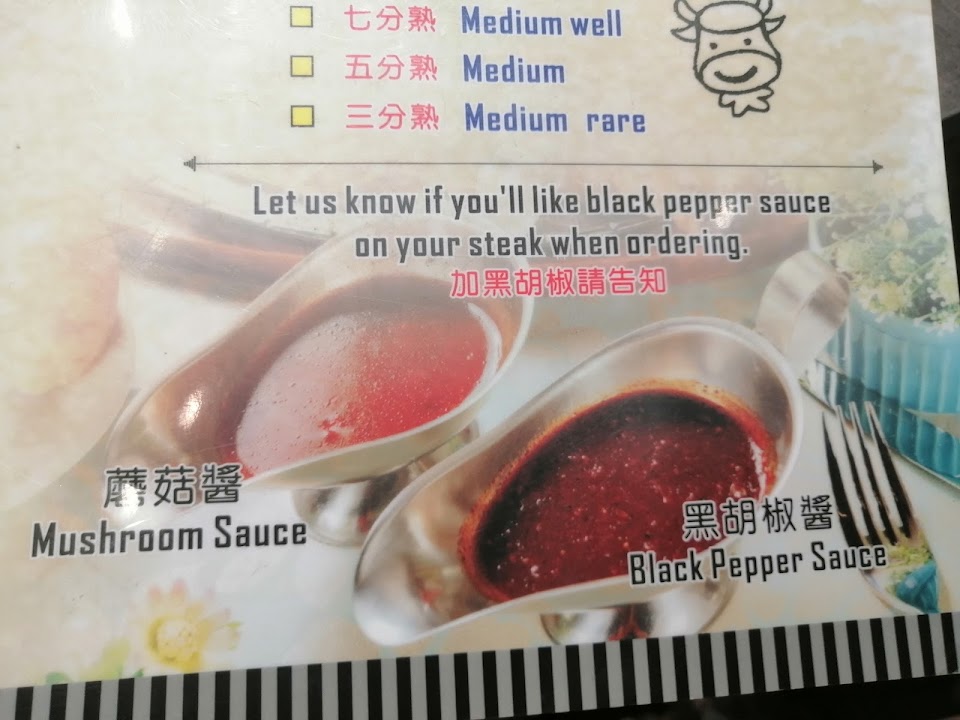 七分熟 Medium well
五分熟 Medium
三分熟 Medium rare
Let us know if you'll like black pepper sauce
on your steak when ordering.
加黑胡椒請告知
蘑菇醬
Mushroom Sauce
黑胡椒醬
Black Pepper Sauce